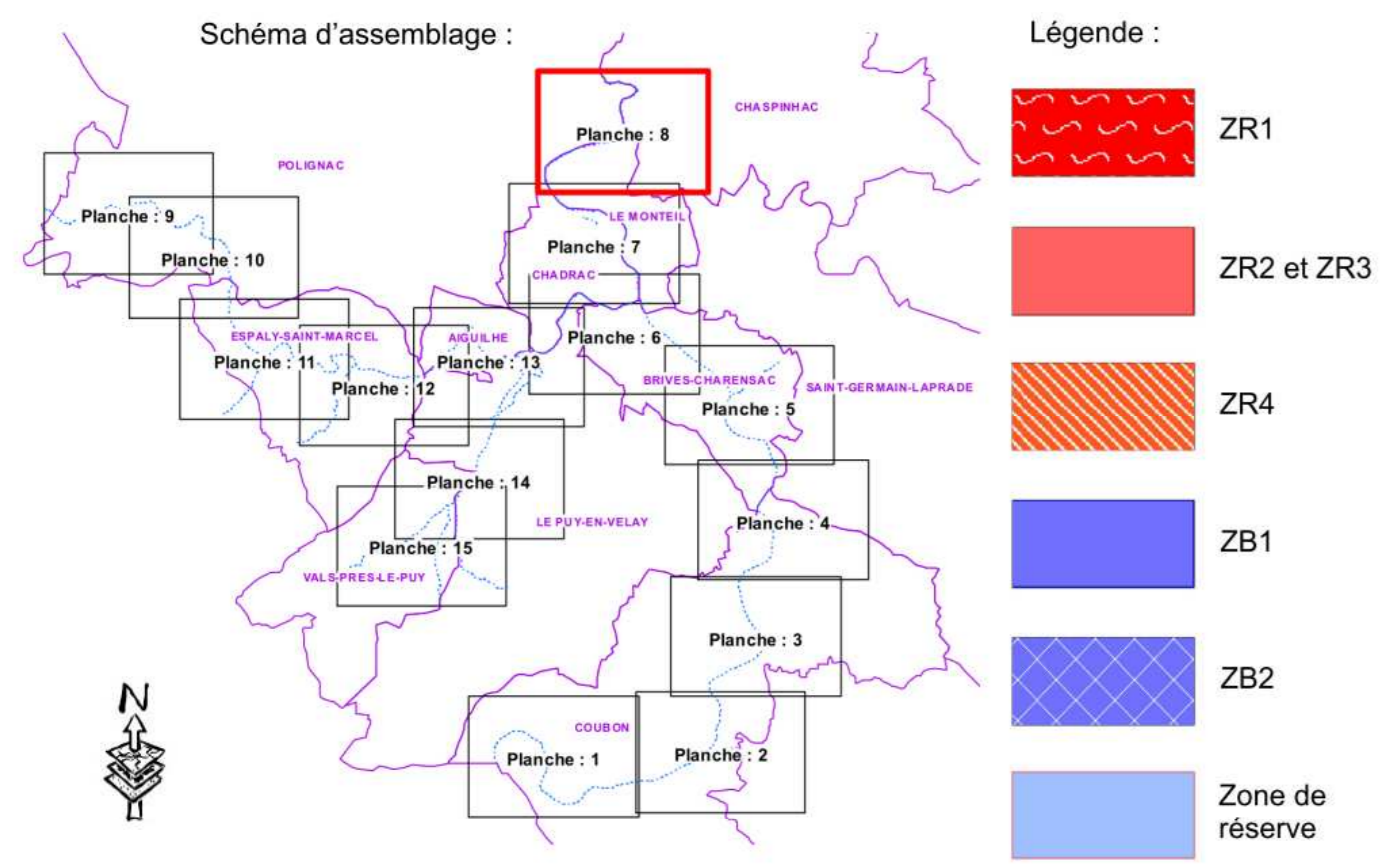 Schéma d'assemblage :
Légende :
CHASPINHAC
Planche : 8
POLIGNAC
Planche : 9
LE MONTEIL
Planche : 7
Planche : 10
CHADRAC
ESPALY-SAINT-MARCEL
AIGUILHE
Planche : 6
Planche : 11
Planche : 13
Planche : 12
BRIVES-CHARENSAC
SAINT-GERMAIN-LAPRADE
Planche : 5
Planche : 14
LE PUY-EN-VELAY
Planche : 4
Planche : 15
VALS-PRES-LE-PUY
Planche : 3
COUBON
Planche : 1
Planche : 2
N
ZR1
ZR2 et ZR3
ZR4
ZB1
ZB2
Zone de
réserve